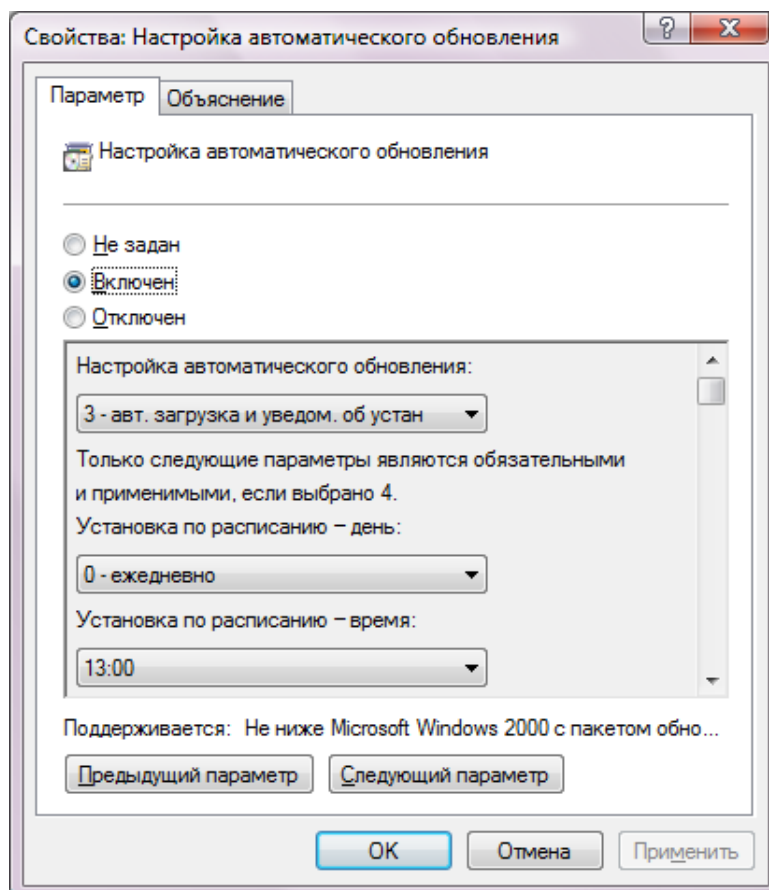 Свойства: Настройка автоматического обновления
Параметр
Объяснение
Настройка автоматического обновления
Не задан
Включен
Отключен
Настройка автоматического обновления:
3 - авт. загрузка и уведом. об устан
Только следующие параметры являются обязательными
и применимыми, если выбрано 4.
Установка по расписанию – день:
0 - ежедневно
Установка по расписанию – время:
13:00
Поддерживается: Не ниже Microsoft Windows 2000 с пакетом обно...
Предыдущий параметр
Следующий параметр
OK
Отмена
Применить